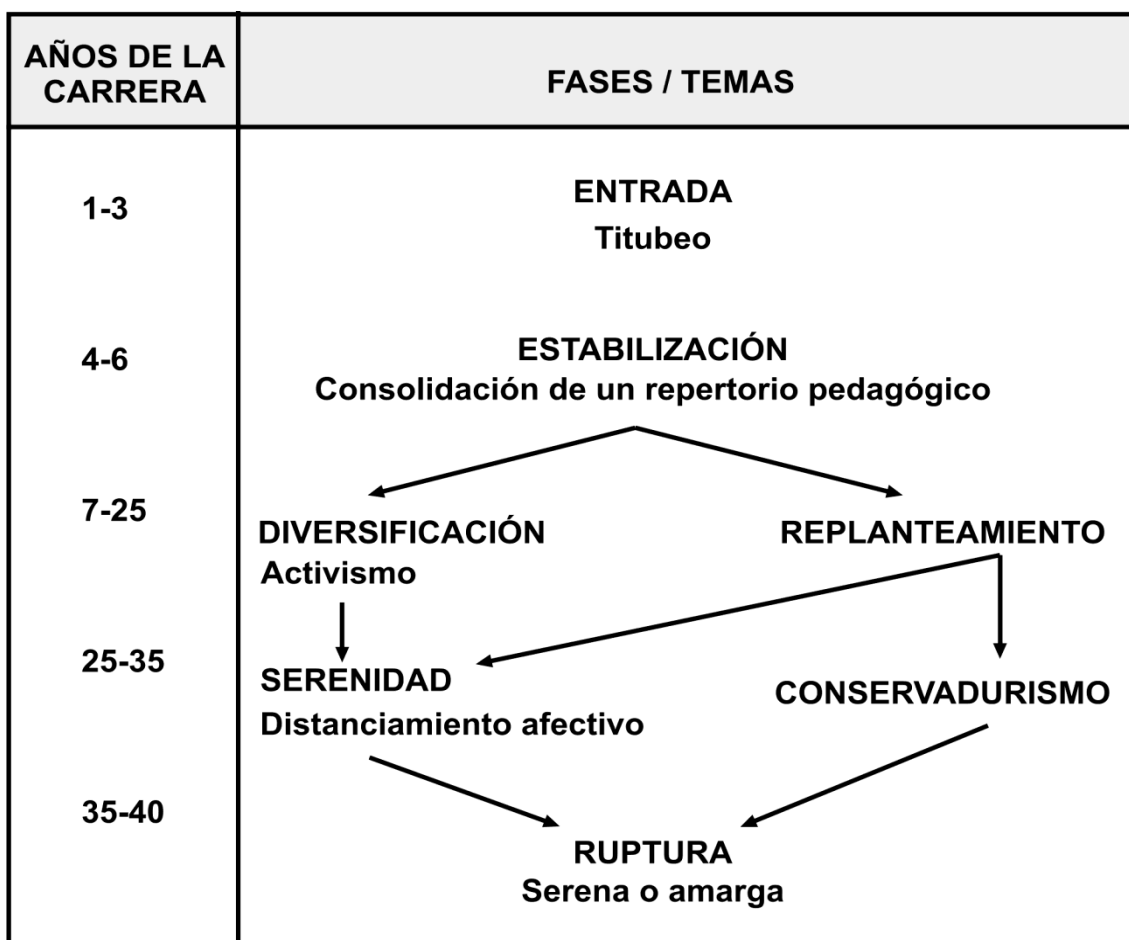 AÑOS DE LA
CARRERA
FASES / TEMAS
1-3
ENTRADA
Titubeo
4-6
ESTABILIZACIÓN
Consolidación de un repertorio pedagógico
7-25
DIVERSIFICACIÓN
Activismo
REPLANTEAMIENTO
25-35
SERENIDAD
Distanciamiento afectivo
CONSERVADURISMO
35-40
RUPTURA
Serena o amarga